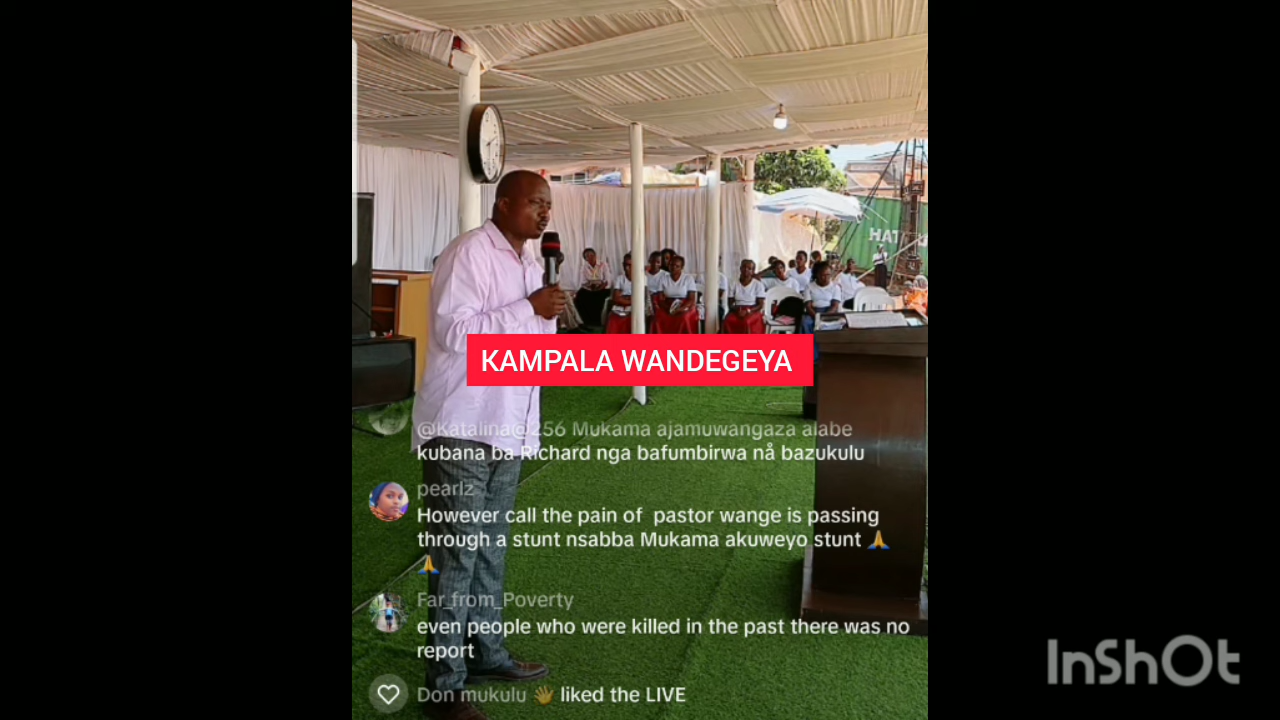 HAT
KAMPALA WANDEGEYA
@Katalina@256 Mukama ajamuwangaza alabe
kubana ba Richard nga bafumbirwa nå bazukulu
pearlz
However call the pain of pastor wange is passing
through a stunt nsabba Mukama akuweyo stunt 🙏
🙏
Far_from_Poverty
even people who were killed in the past there was no
report
Don mukulu 👋 liked the LIVE
InShOt